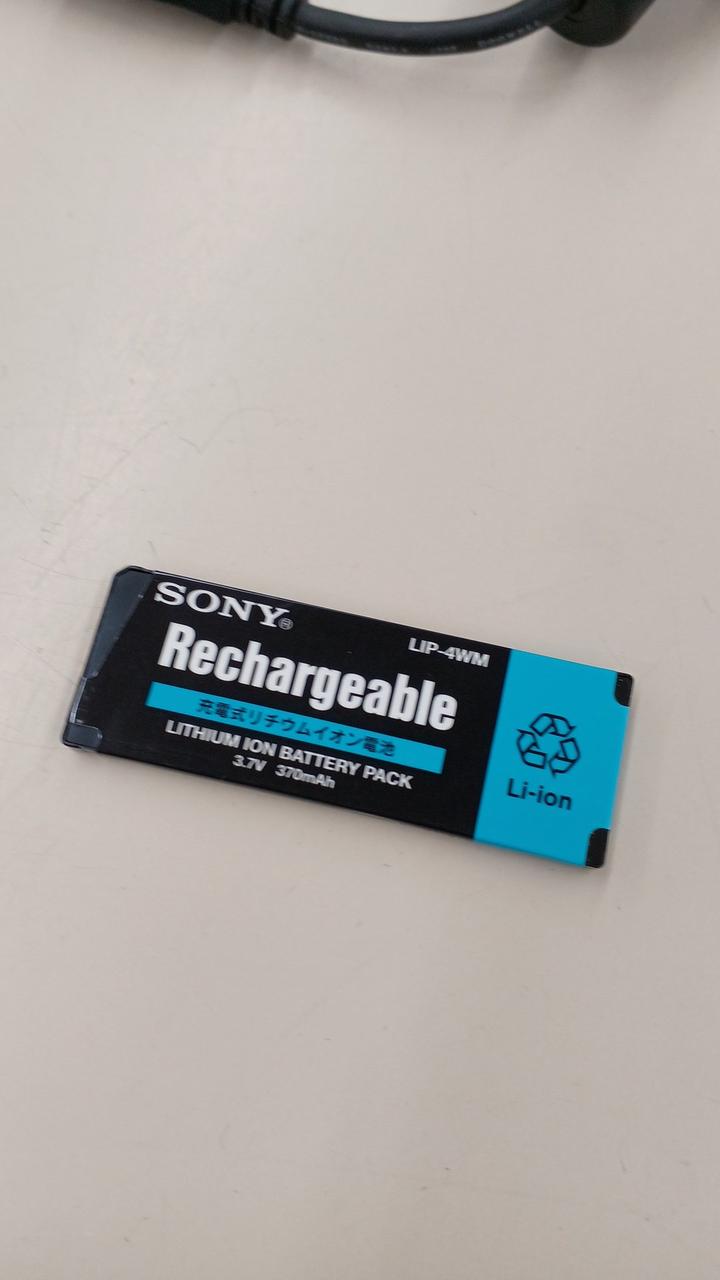 SONY®
LIP-4WM
Rechargeable
充電式リチウムイオン電池
LITHIUM ION BATTERY PACK
3.7V 370mAh
Li-ion